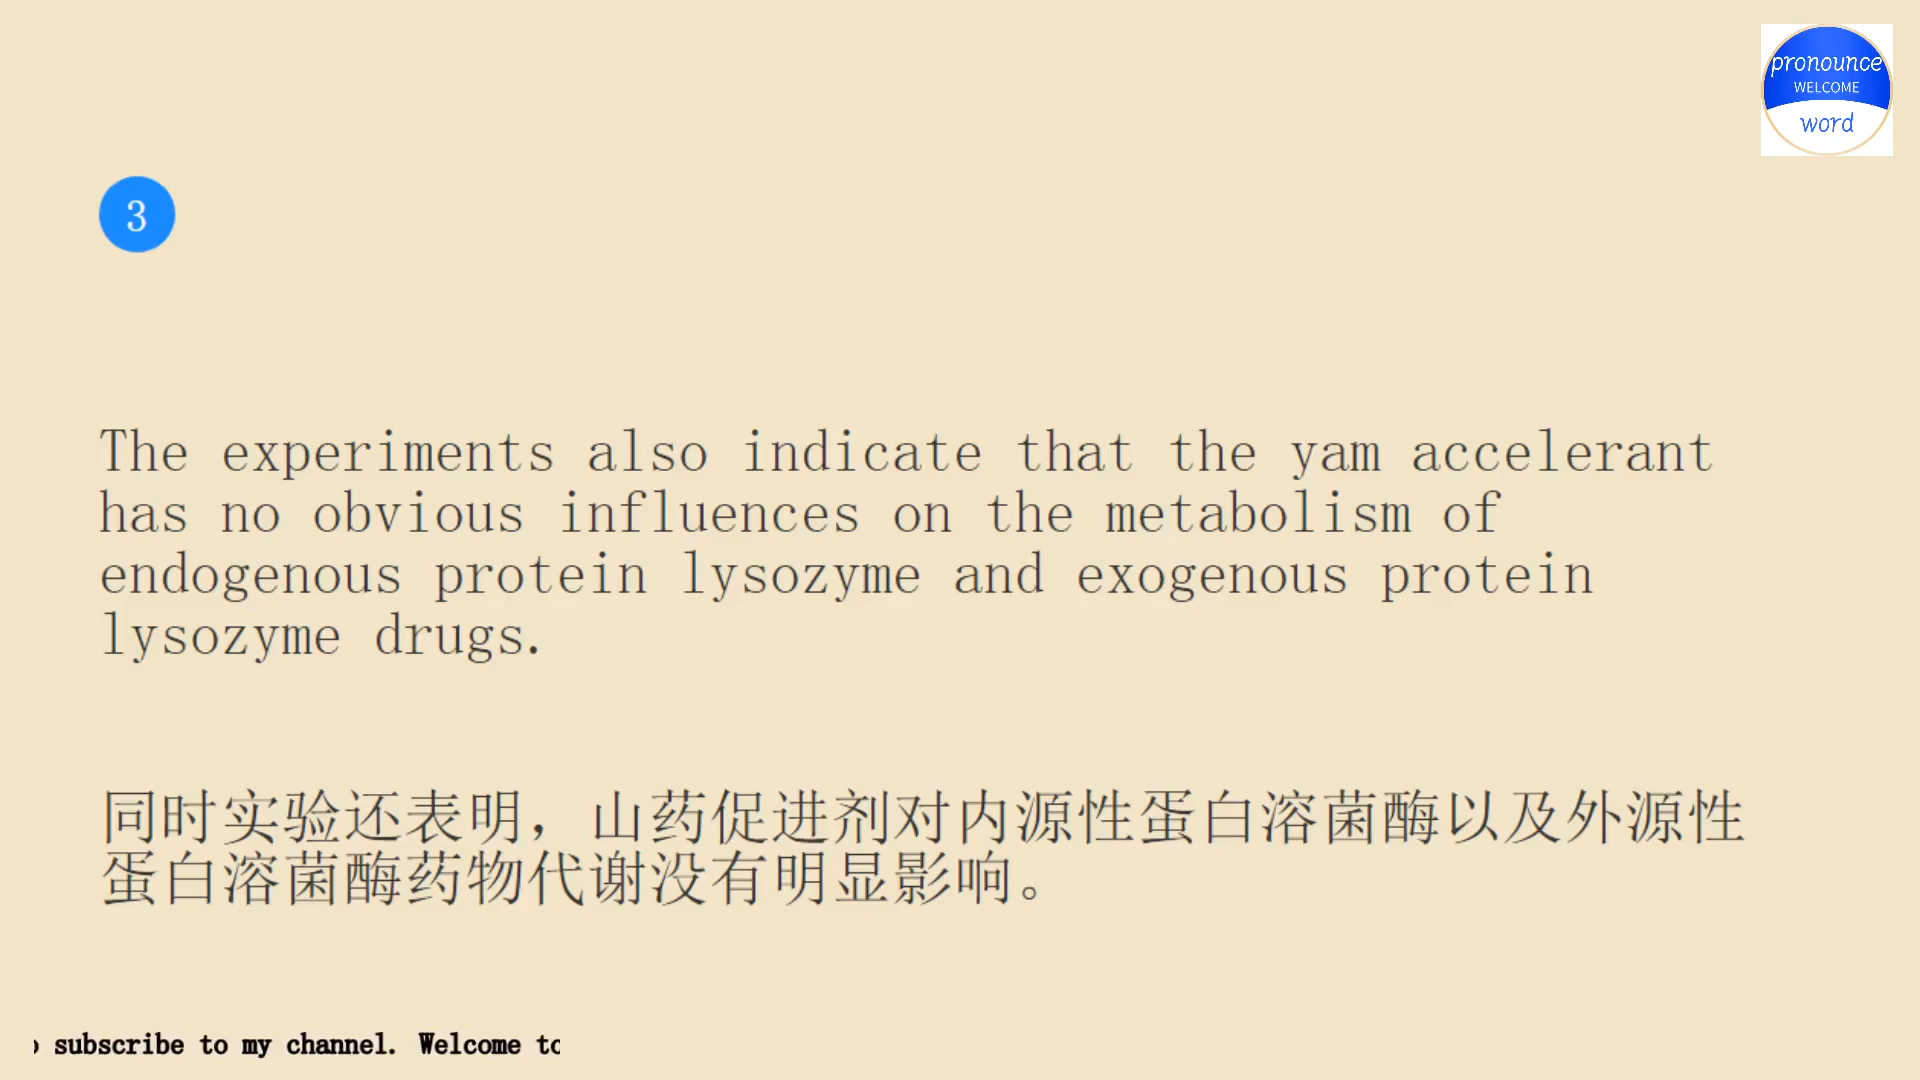 pronounce
WELCOME
word
3
The experiments also indicate that the yam accelerant
has no obvious influences on the metabolism of
endogenous protein lysozyme and exogenous protein
lysozyme drugs.
同时实验还表明，山药促进剂对内源性蛋白溶菌酶以及外源性
蛋白溶菌酶药物代谢没有明显影响。
subscribe to my channel. Welcome to